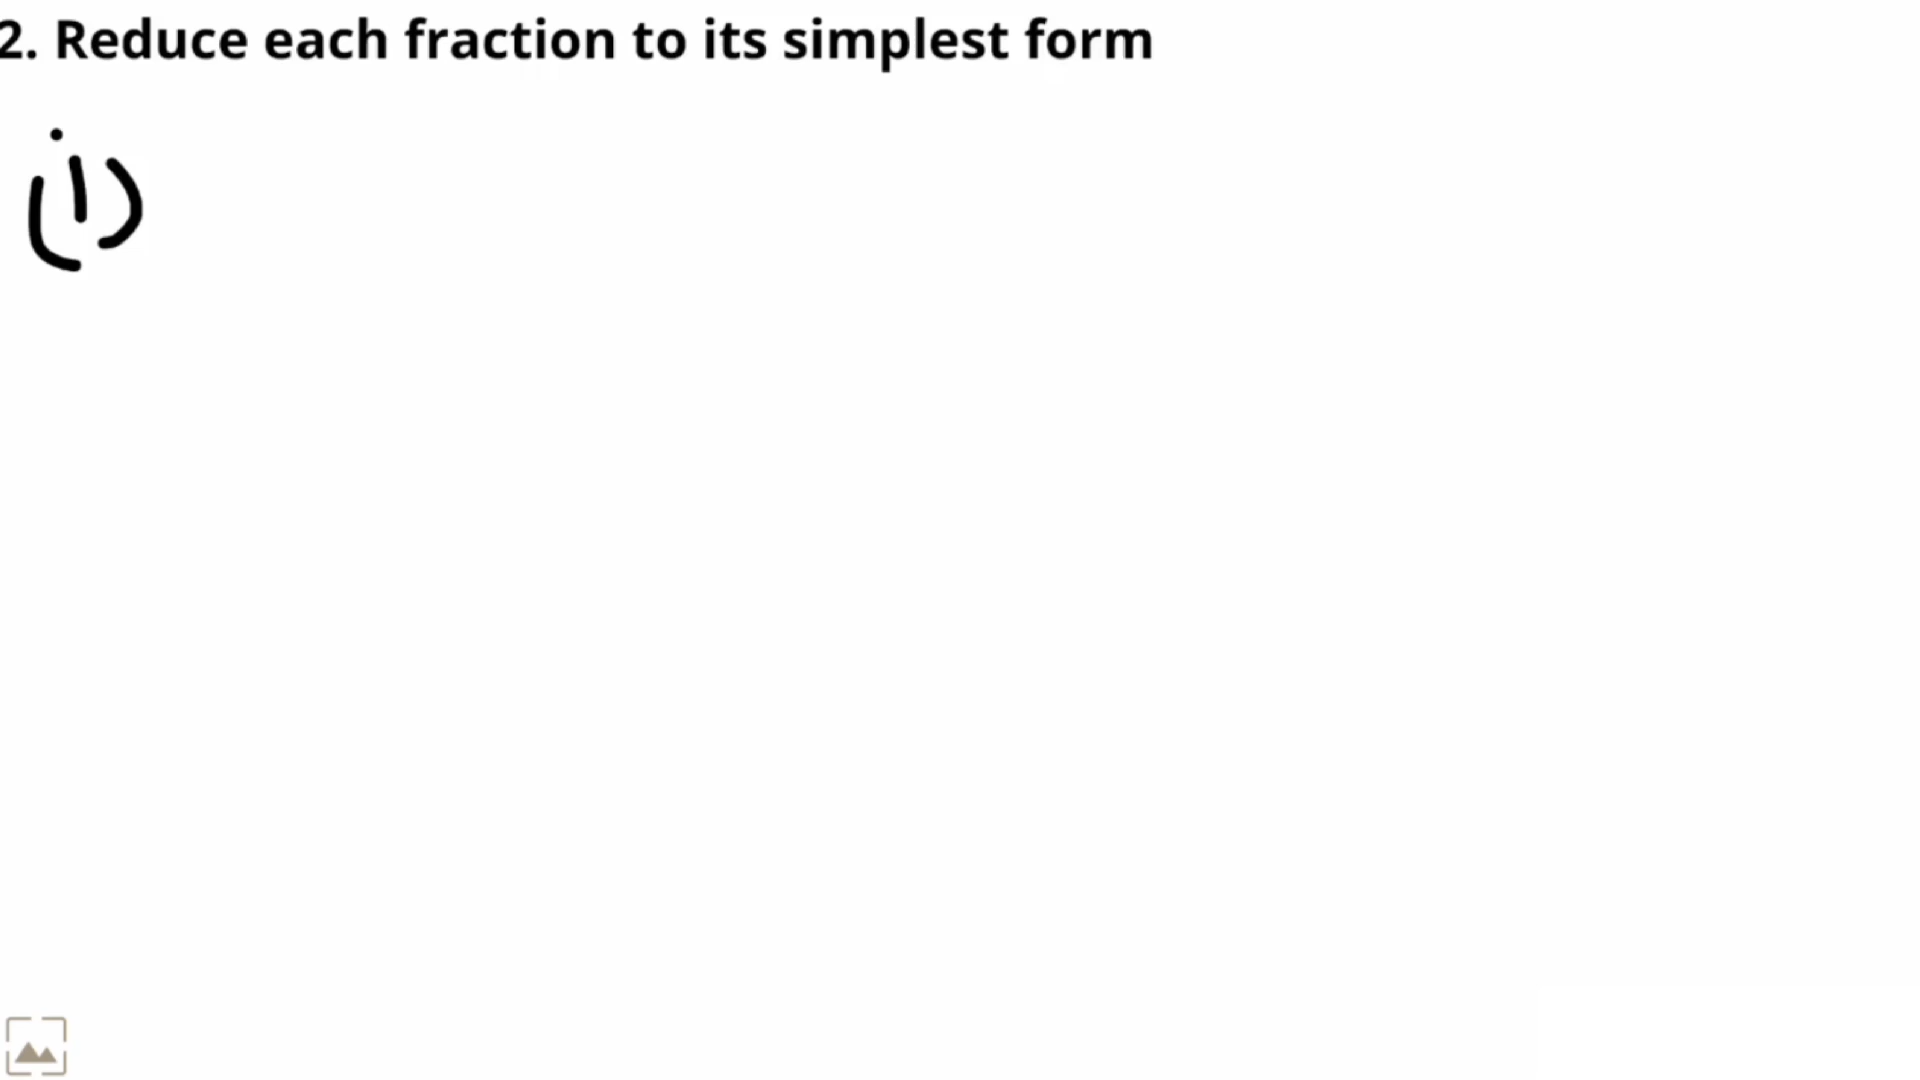 2. Reduce each fraction to its simplest form
(i)